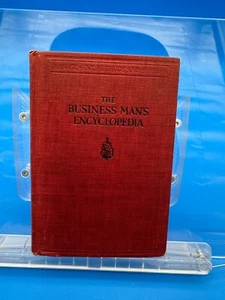 THE
BUSINESS MAN'S
ENCYCLOPEDIA